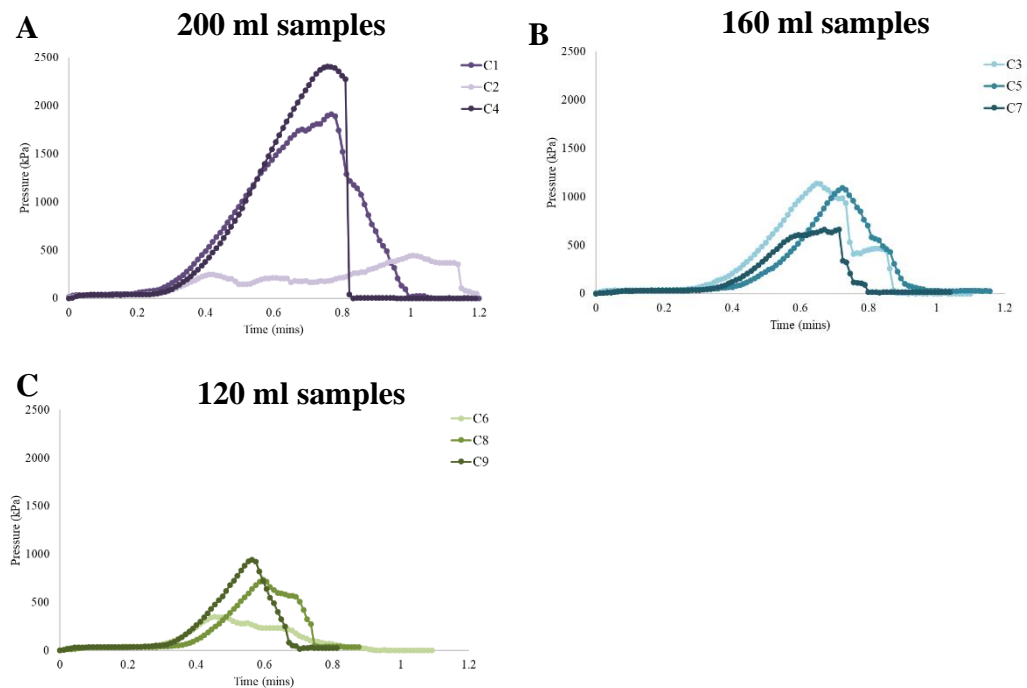 A
200 ml samples
2500
2000
1500
1000
500
0
Pressure (kPa)
0
0.2
0.4
0.6
0.8
1
1.2
Time (mins)
C1
C2
C4
B
160 ml samples
2500
2000
1500
1000
500
0
Pressure (kPa)
0
0.2
0.4
0.6
0.8
1
1.2
Time (mins)
C3
C5
C7
C
120 ml samples
2500
2000
1500
1000
500
0
Pressure (kPa)
0
0.2
0.4
0.6
0.8
1
1.2
Time (mins)
C6
C8
C9